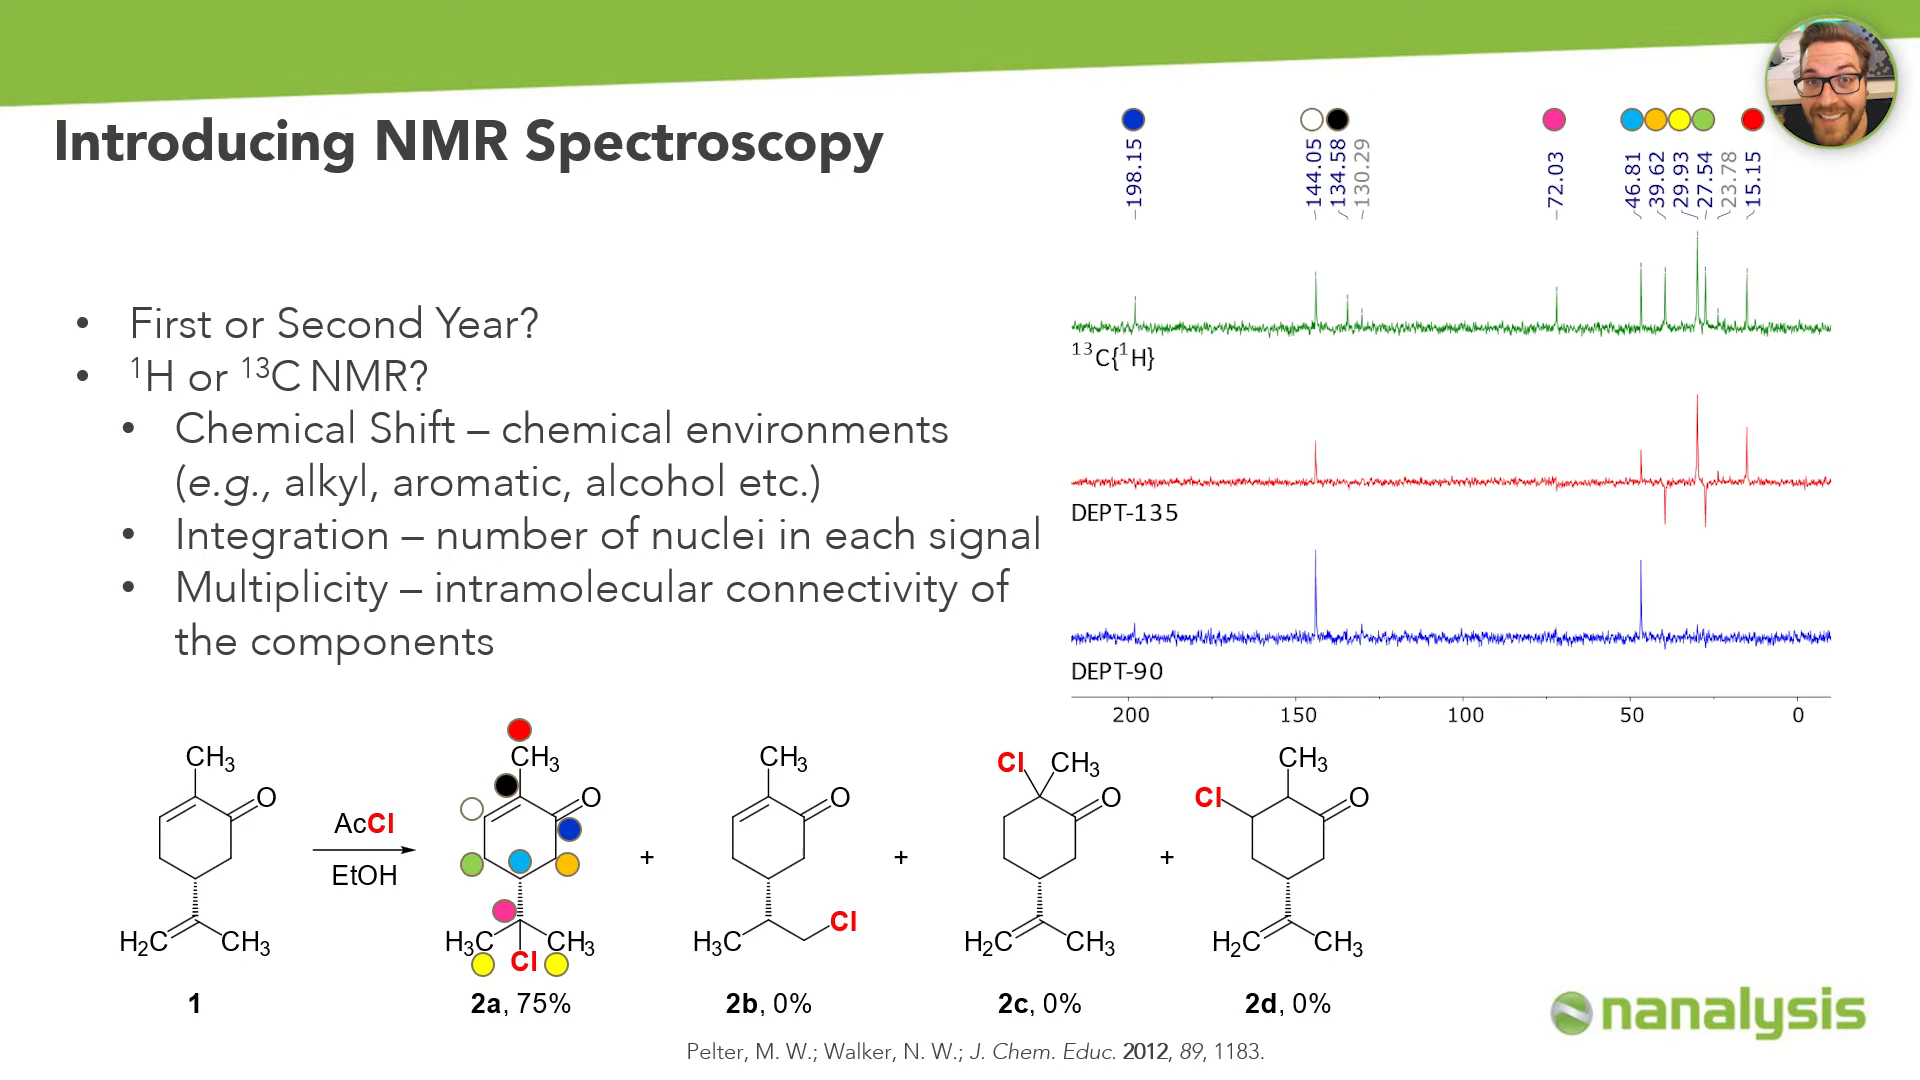 Introducing NMR Spectroscopy
• First or Second Year?
• ¹H or ¹³C NMR?
• Chemical Shift – chemical environments
(e.g., alkyl, aromatic, alcohol etc.)
• Integration – number of nuclei in each signal
• Multiplicity – intramolecular connectivity of
the components
198.15
144.05
134.58
130.29
72.03
46.81
39.62
29.93
27.54
23.78
15.15
¹³C{¹H}
DEPT-135
DEPT-90
200 150 100 50 0
CH₃
O
H₂C
CH₃
1
AcCl
EtOH
CH₃
O
H₃C
CH₃
Cl
2a, 75%
+
CH₃
O
Cl
H₃C
2b, 0%
+
Cl
CH₃
O
H₂C
CH₃
2c, 0%
+
CH₃
Cl
O
H₂C
CH₃
2d, 0%
nanalysis
Pelter, M. W.; Walker, N. W.; J. Chem. Educ. 2012, 89, 1183.